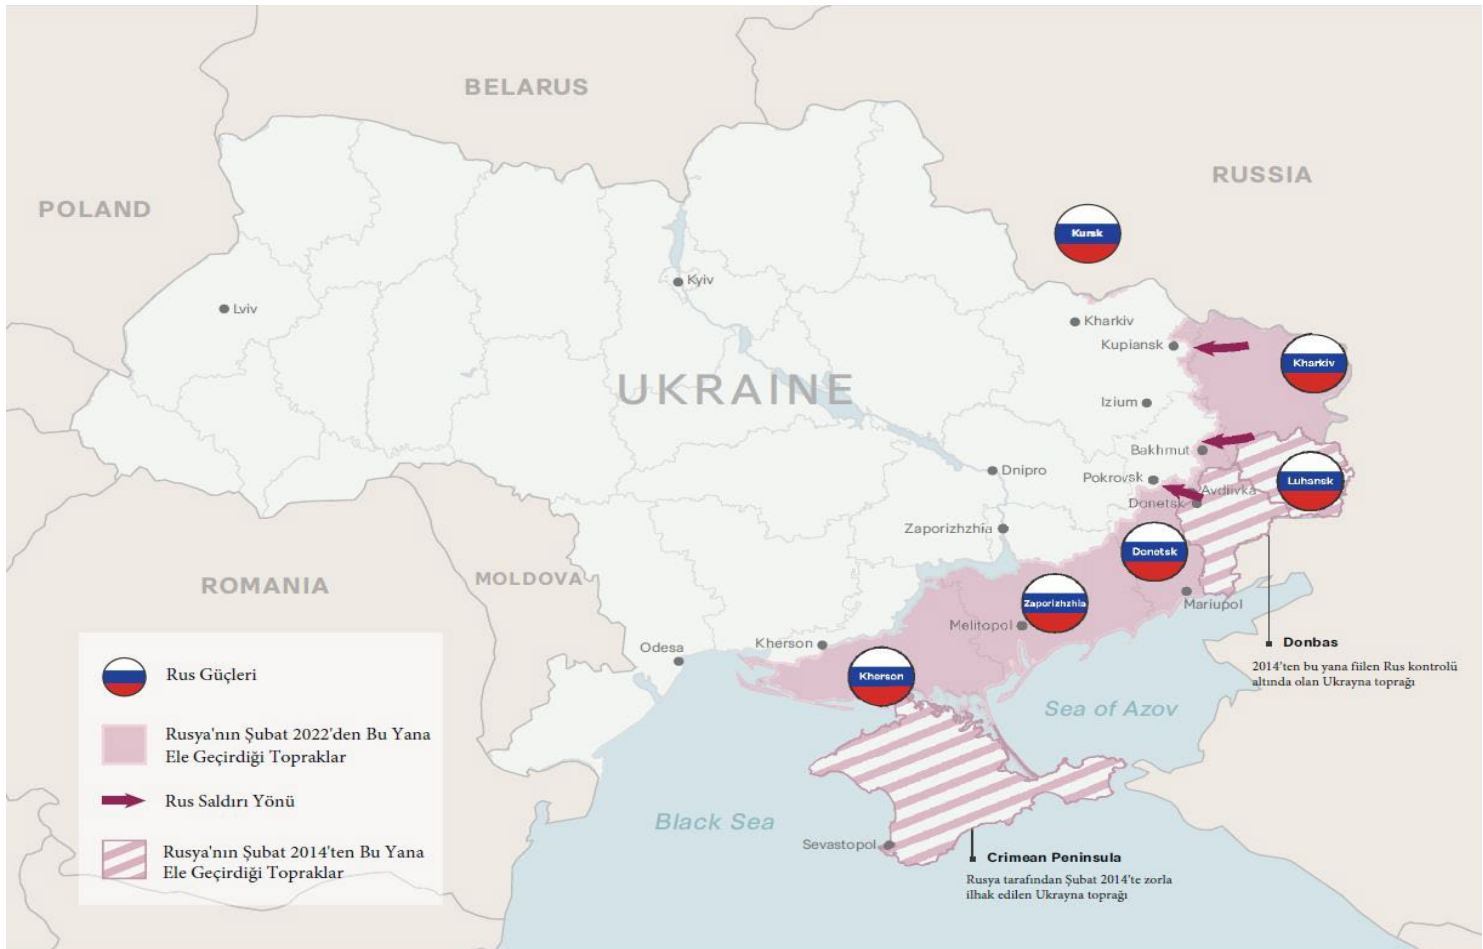 BELARUS
RUSSIA
POLAND
Kursk
Kyiv
Lviv
Kharkiv
Kupiansk
Kharkiv
UKRAINE
Izium
Bakhmut
Dnipro
Pokrovsk
Luhansk
Avdiivka
Donetsk
Zaporizhzhia
Donetsk
ROMANIA
MOLDOVA
Zaporizhzhia
Mariupol
Melitopol
Kherson
Odesa
Kherson
Donbas
2014'ten bu yana fiilen Rus kontrolü
altında olan Ukrayna toprağı
Sea of Azov
Black Sea
Sevastopol
Crimean Peninsula
Rusya tarafından Şubat 2014'te zorla
ilhak edilen Ukrayna toprağı
Rus Güçleri
Rusya'nın Şubat 2022'den Bu Yana
Ele Geçirdiği Topraklar
Rus Saldırı Yönü
Rusya'nın Şubat 2014'ten Bu Yana
Ele Geçirdiği Topraklar